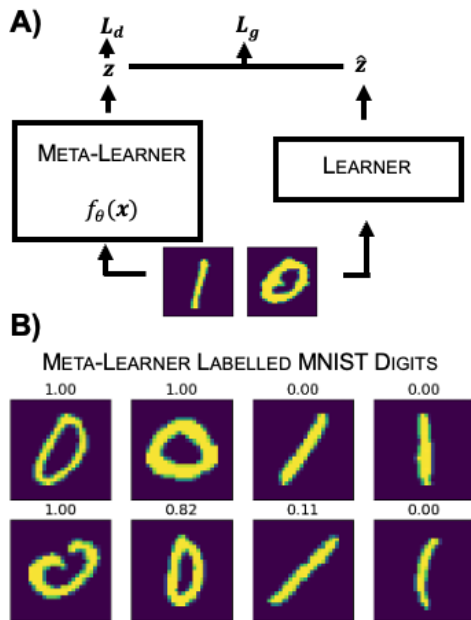 A)
L_d L_g
z ẑ
META-LEARNER
f_θ(x)
LEARNER
B)
META-LEARNER LABELLED MNIST DIGITS
1.00 1.00 0.00 0.00
1.00 0.82 0.11 0.00